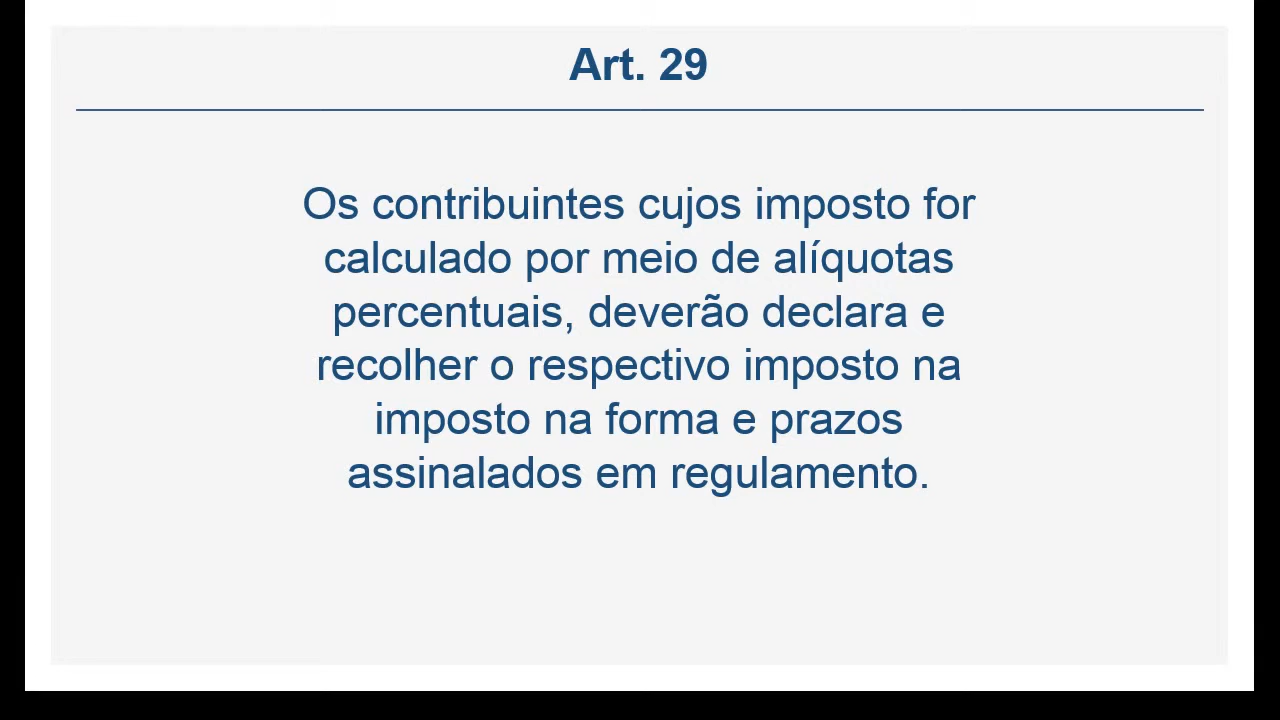 Art. 29
Os contribuintes cujos imposto for
calculado por meio de alíquotas
percentuais, deverão declara e
recolher o respectivo imposto na
imposto na forma e prazos
assinalados em regulamento.